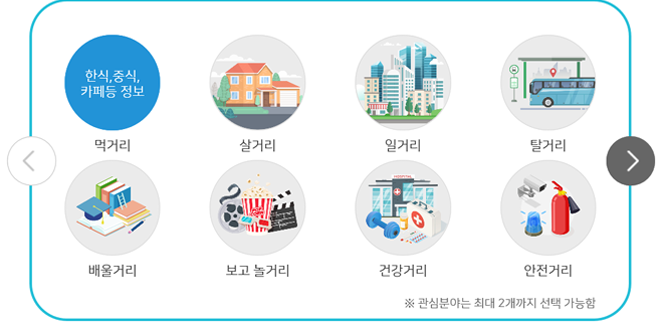 한식,중식,
카페등 정보
먹거리
살거리
일거리
탈거리
HOSPITAL
배울거리
보고 놀거리
건강거리
안전거리
※ 관심분야는 최대 2개까지 선택 가능함